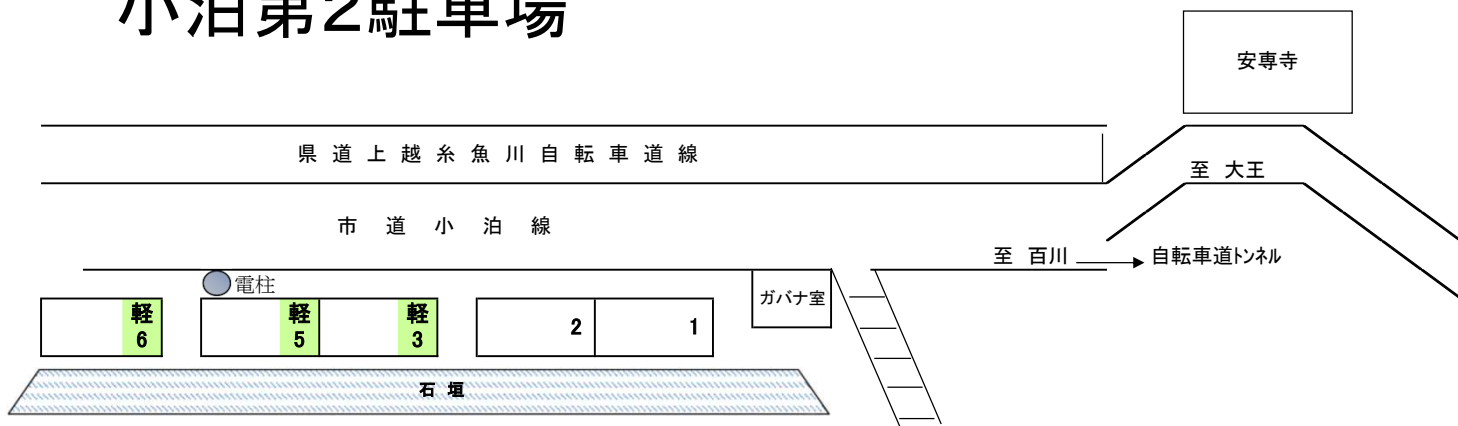 小泊第2駐車場
安専寺
県道上越糸魚川自転車道線
至 大王
市道小泊線
至 百川
自転車道トンネル
電柱
ガバナ室
軽
6
軽
5
軽
3
2
1
石垣